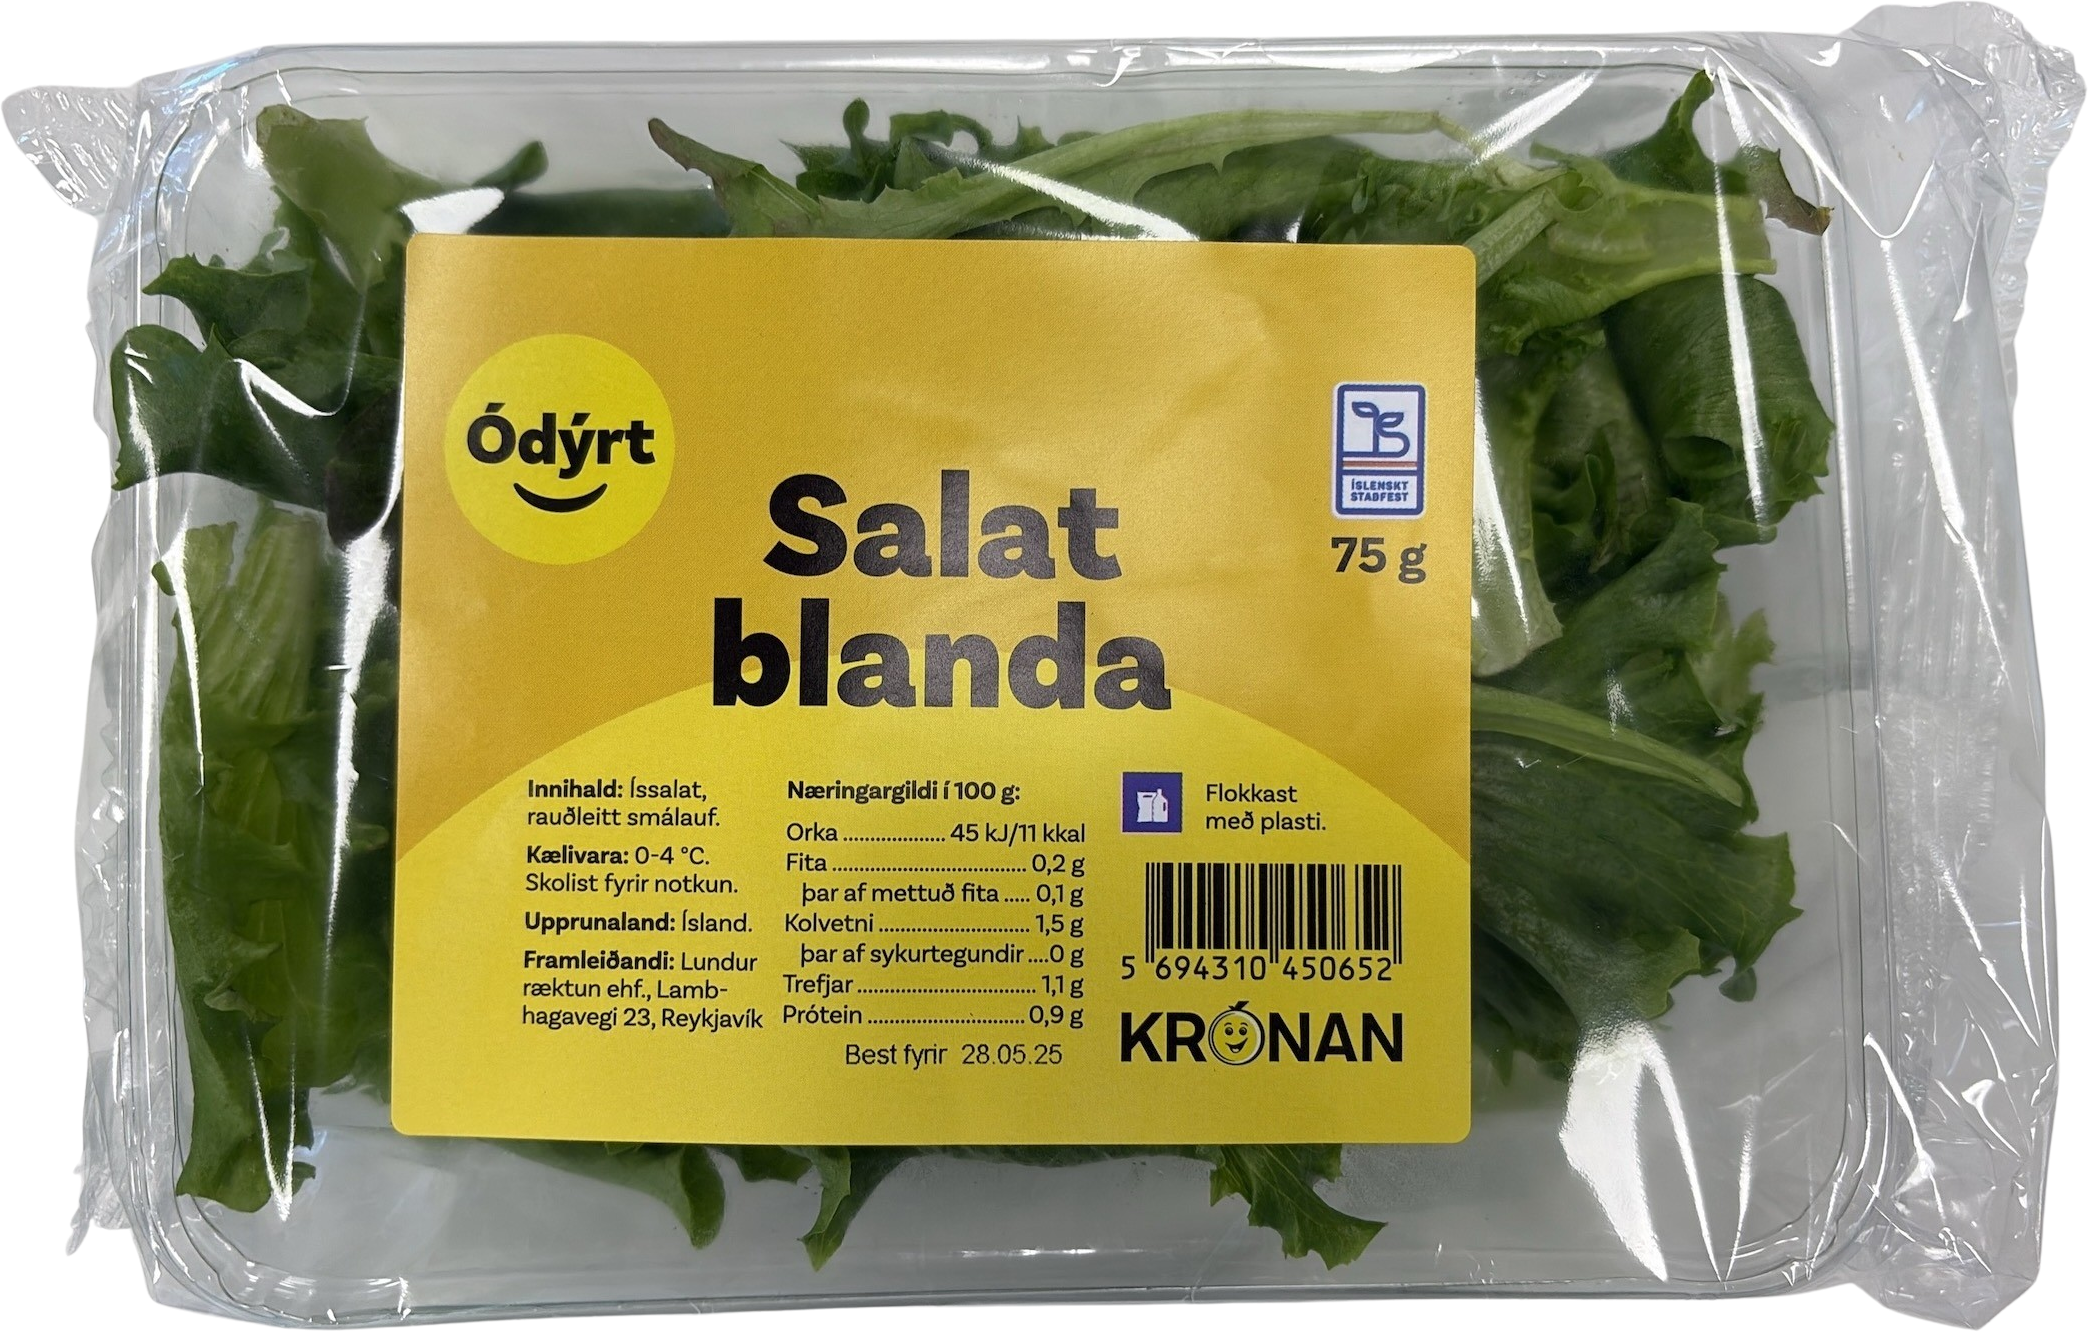 Ódýrt
Salat
blanda
ÍSLENSKT
STAÐFEST
75 g
Innihald: Íssalat,
rauðleitt smálauf.
Kælivara: 0-4 °C.
Skolist fyrir notkun.
Upprunaland: Ísland.
Framleiðandi: Lundur
ræktun ehf., Lamb-
hagavegi 23, Reykjavík
Næringargildi í 100 g:
Orka .................. 45 kJ/11 kkal
Fita .................................. 0,2 g
þar af mettuð fita ..... 0,1 g
Kolvetni .......................... 1,5 g
þar af sykurtegundir ....0 g
Trefjar ............................... 1,1 g
Prótein ............................ 0,9 g
Best fyrir 28.05.25
Flokkast
með plasti.
5 694310 450652
KRÓNAN